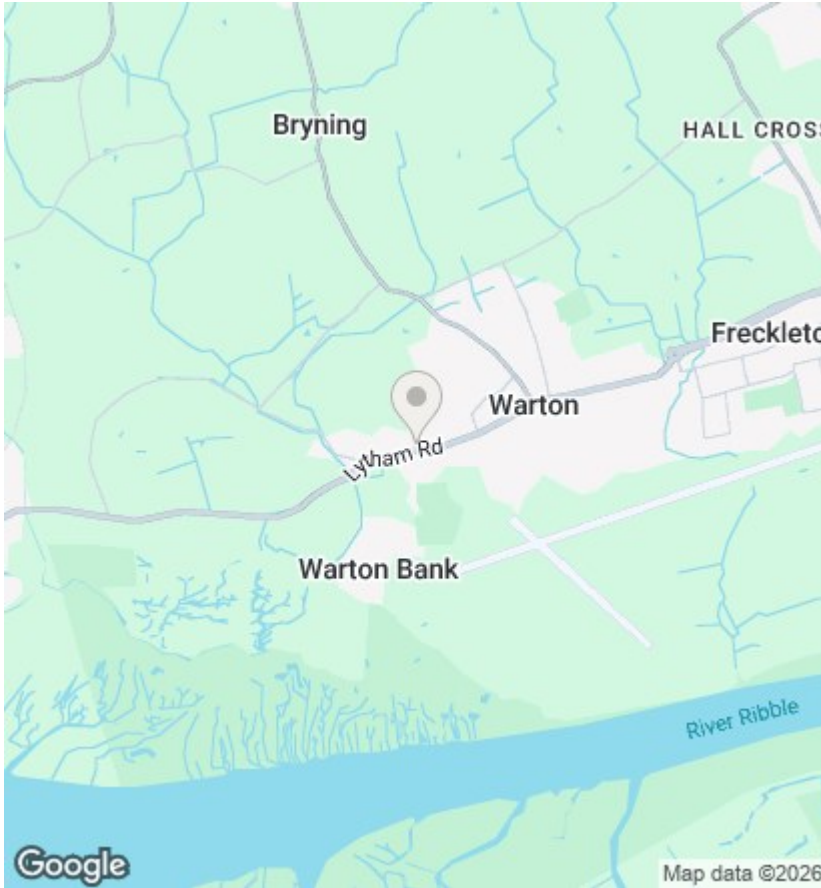 Bryning
HALL CROSS
Freckleto
Warton
Lytham Rd
Warton Bank
River Ribble
Google
Map data ©2026